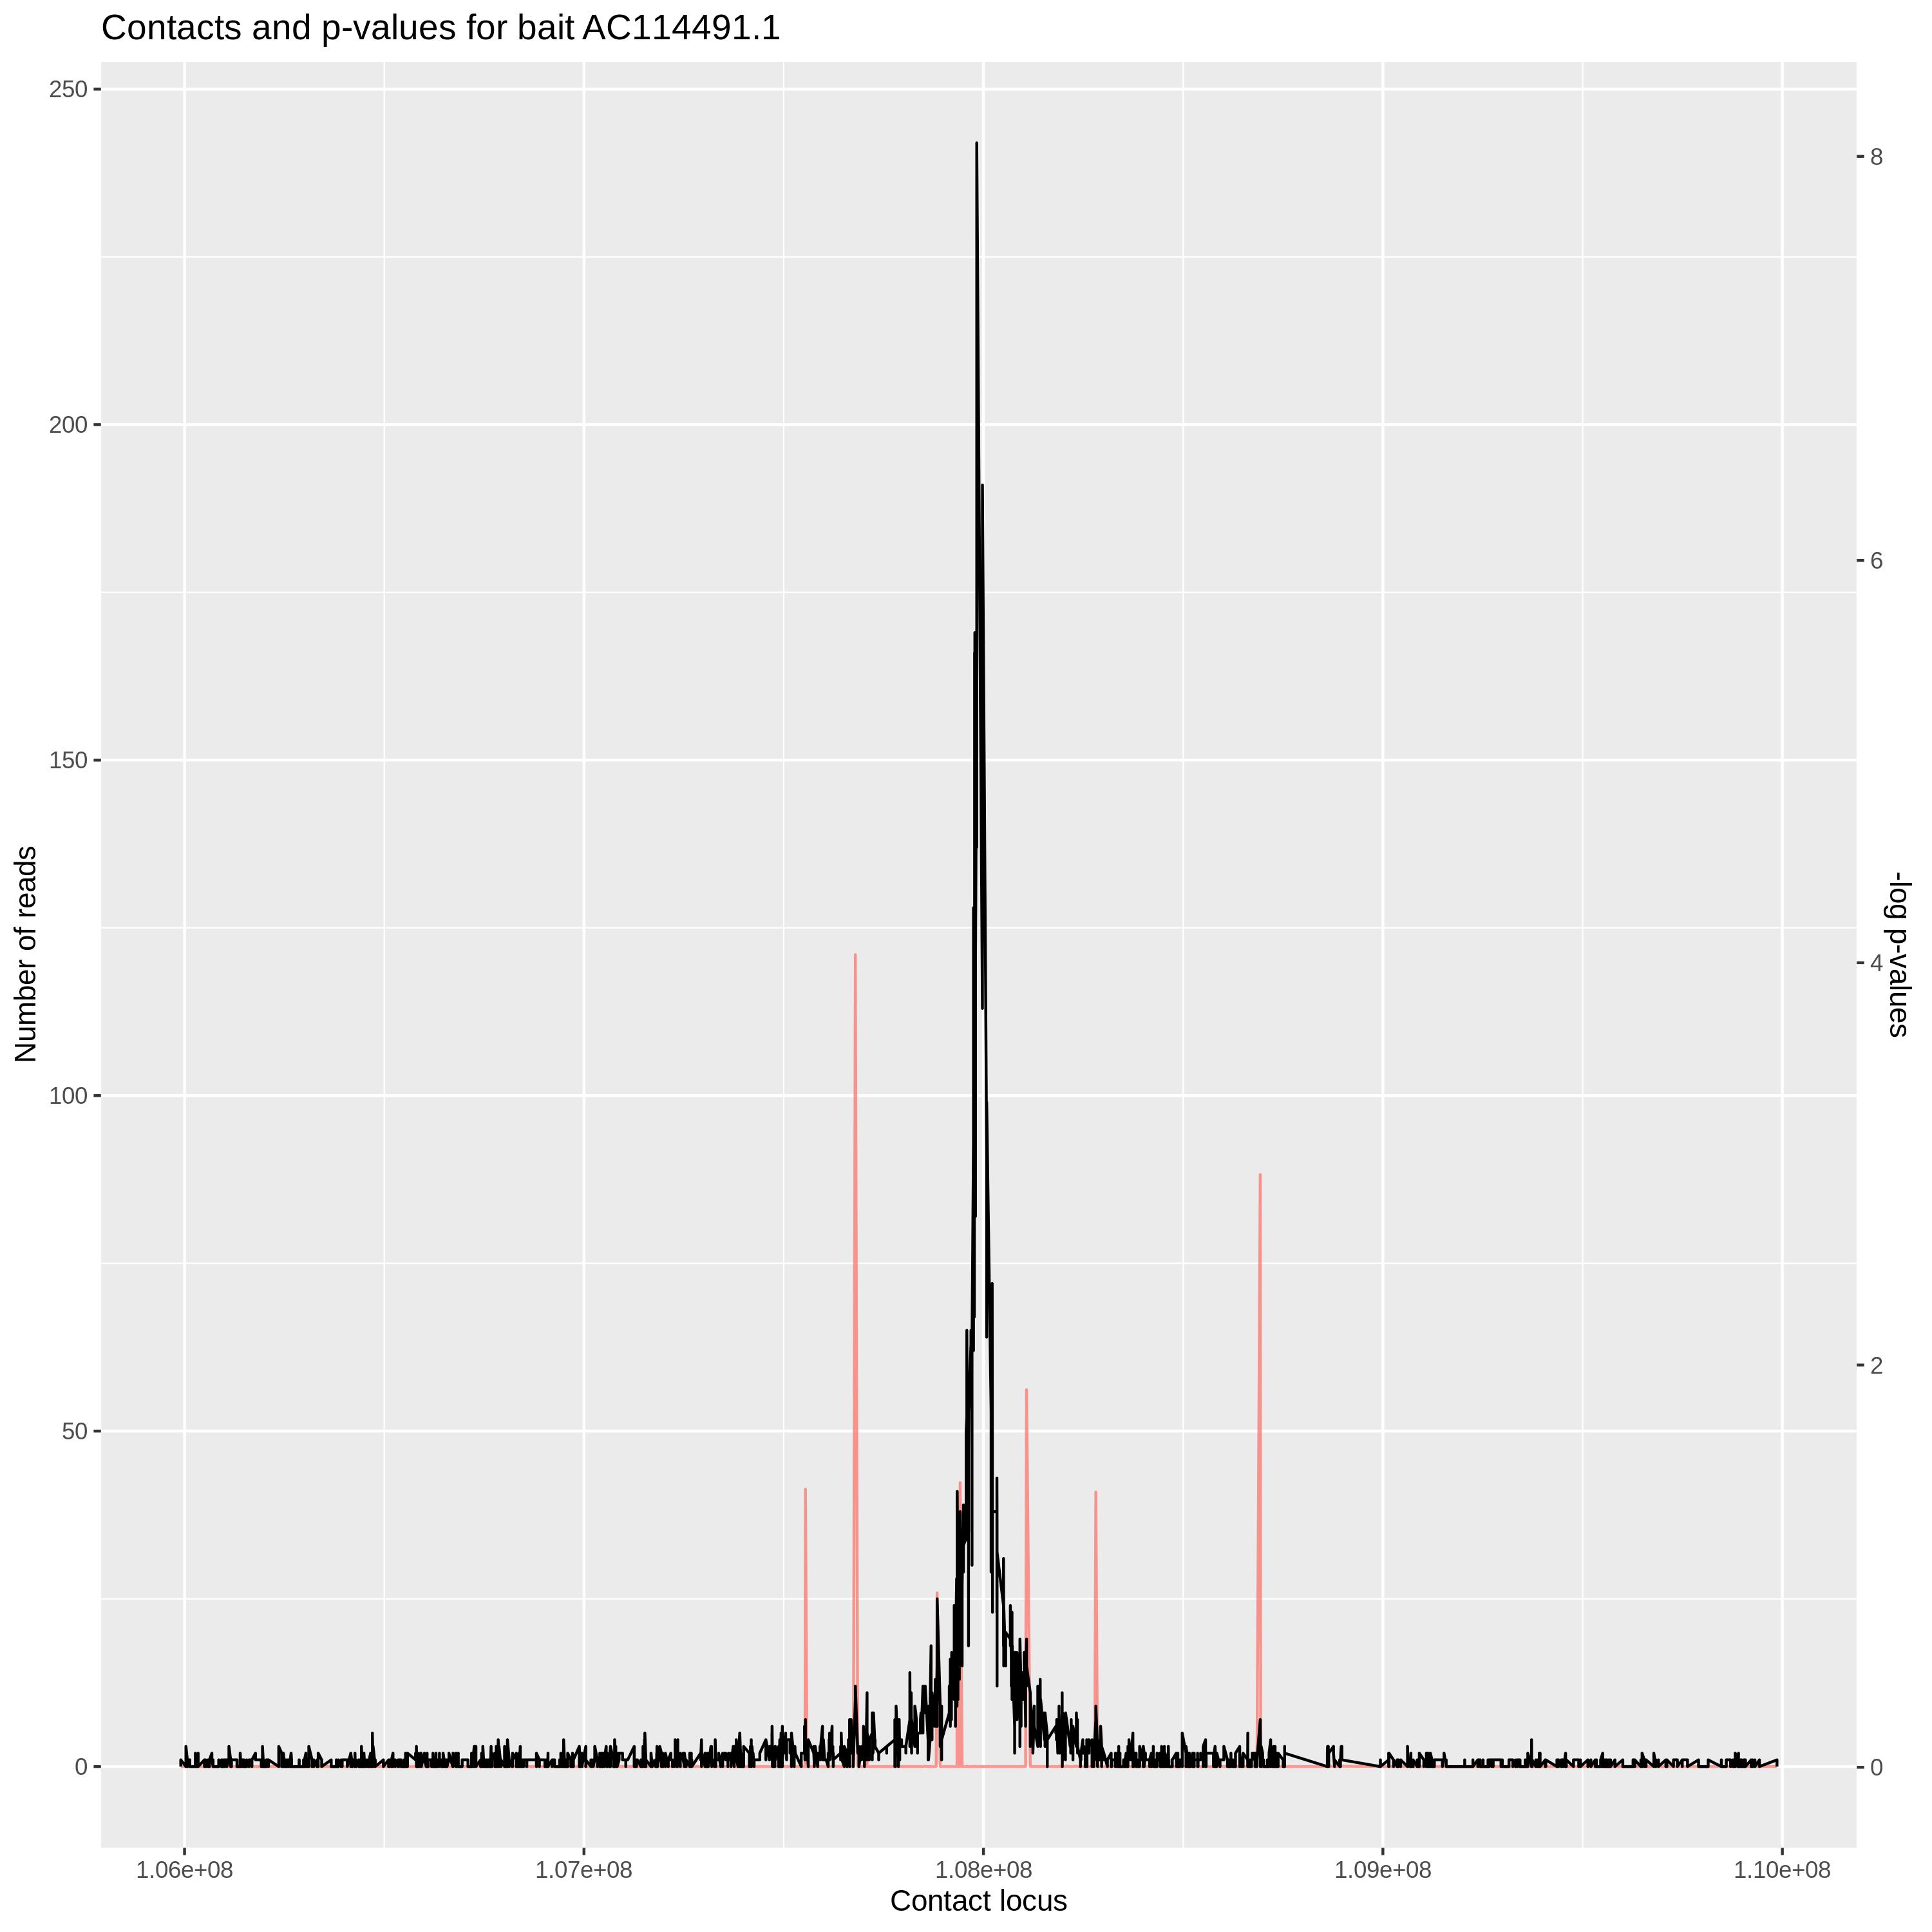 Contacts and p-values for bait AC114491.1
250
200
150
100
50
0
Number of reads
8
6
4
2
0
-log p-values
1.06e+08
1.07e+08
1.08e+08
1.09e+08
1.10e+08
Contact locus